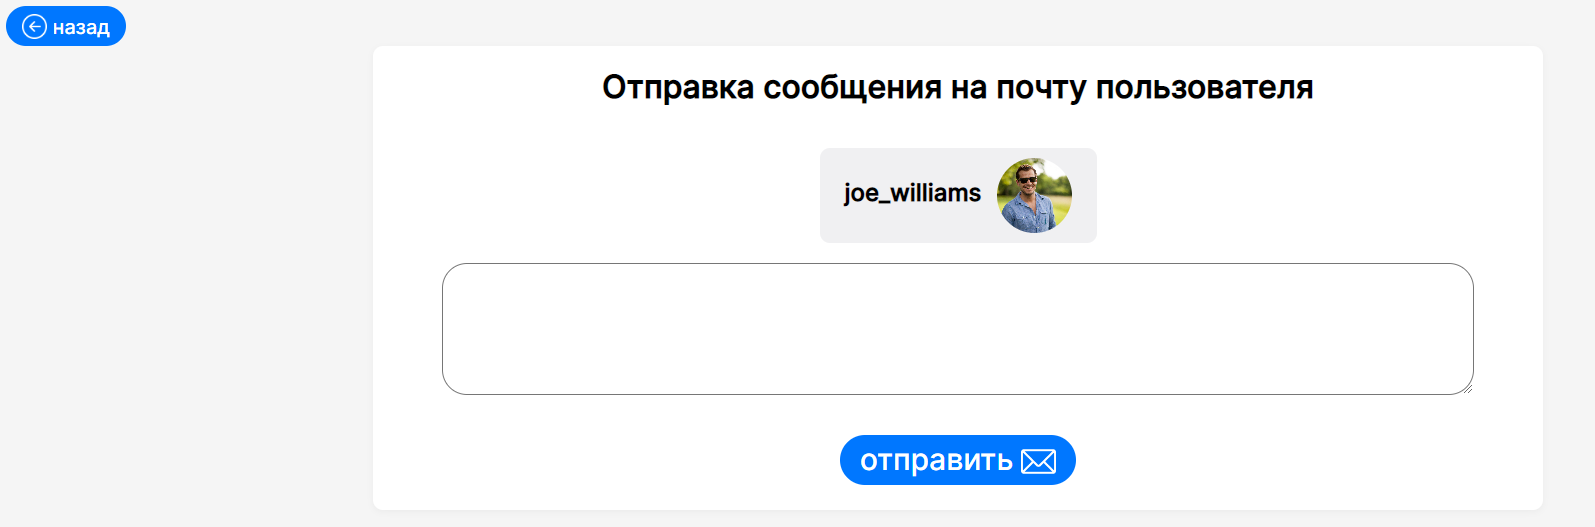 назад
Отправка сообщения на почту пользователя
joe_williams
отправить